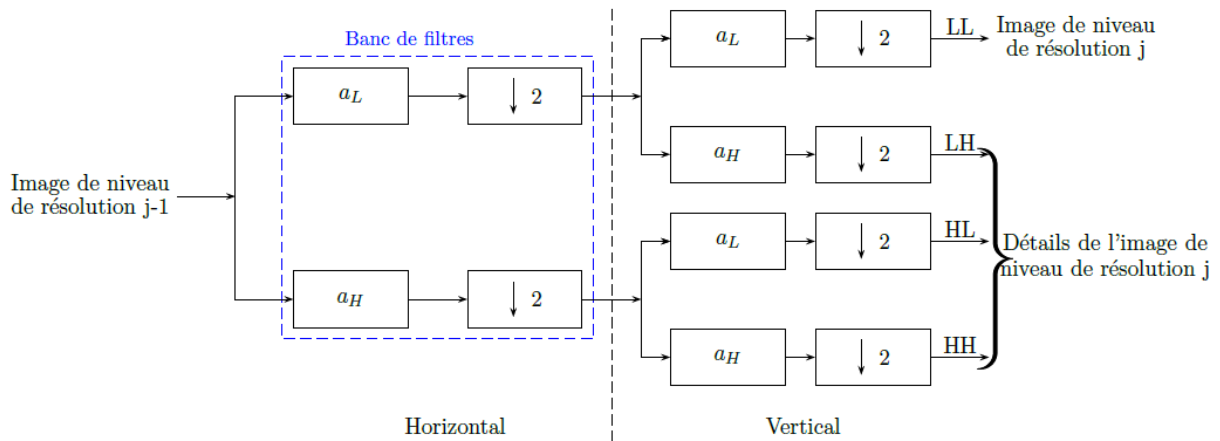 Banc de filtres
a_L
↓ 2
a_L
↓ 2
LL
Image de niveau
de résolution j
a_H
↓ 2
LH
Image de niveau
de résolution j-1
a_L
↓ 2
HL
Détails de l'image de
niveau de résolution j
a_H
↓ 2
a_H
↓ 2
HH
Horizontal
Vertical